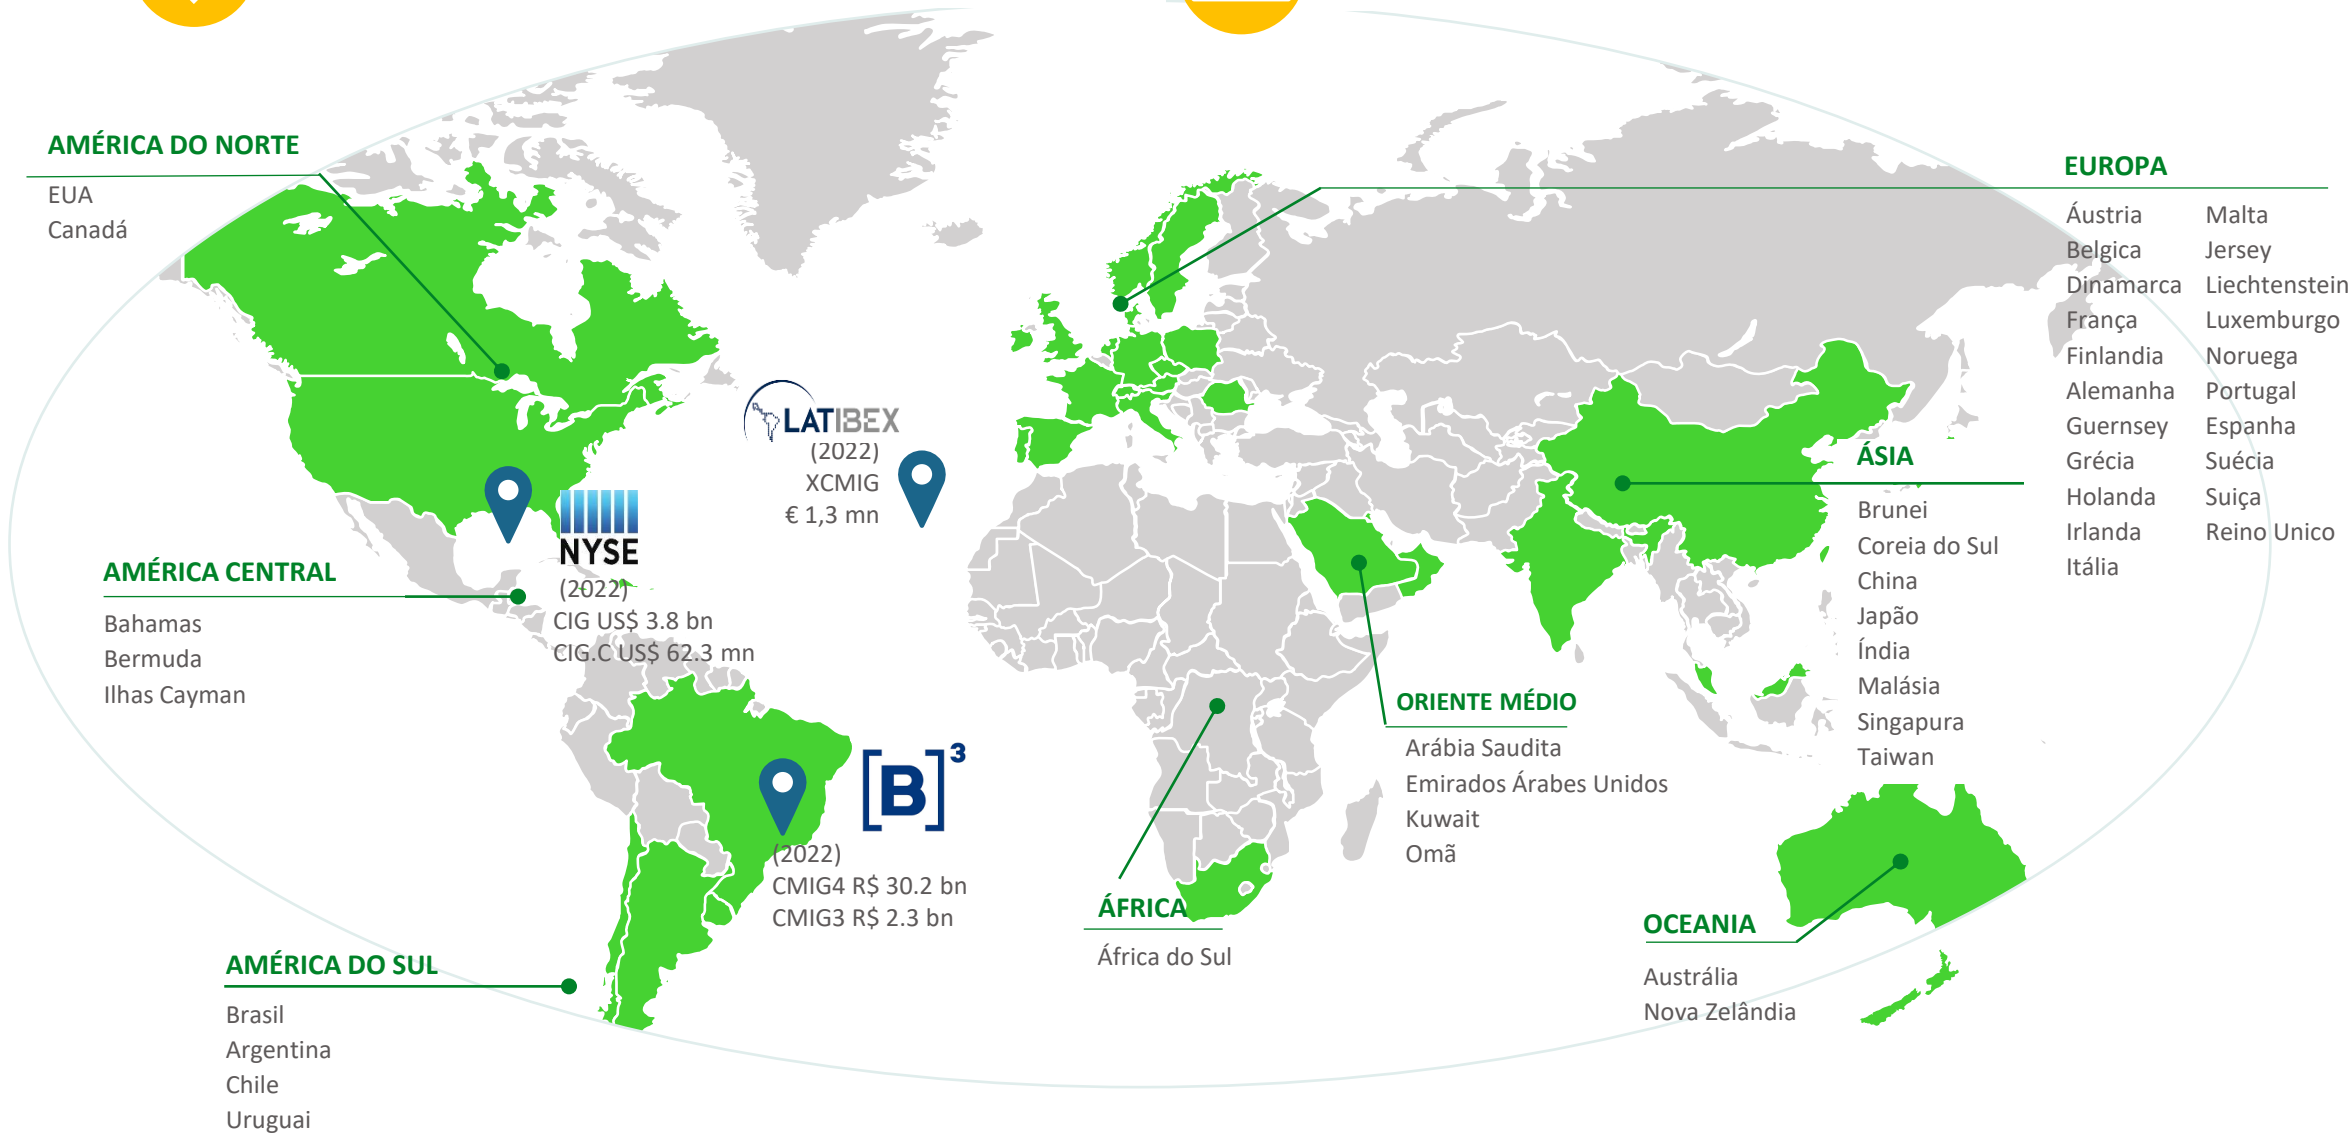 AMÉRICA DO NORTE
EUA
Canadá
LATIBEX
(2022)
XCMIG
€ 1,3 mn
NYSE
(2022)
CIG US$ 3.8 bn
CIG.C US$ 62.3 mn
AMÉRICA CENTRAL
Bahamas
Bermuda
Ilhas Cayman
[B]³
(2022)
CMIG4 R$ 30.2 bn
CMIG3 R$ 2.3 bn
AMÉRICA DO SUL
Brasil
Argentina
Chile
Uruguai
ÁFRICA
África do Sul
ORIENTE MÉDIO
Arábia Saudita
Emirados Árabes Unidos
Kuwait
Omã
EUROPA
Áustria
Belgica
Dinamarca
França
Finlandia
Alemanha
Guernsey
Grécia
Holanda
Irlanda
Itália
Malta
Jersey
Liechtenstein
Luxemburgo
Noruega
Portugal
Espanha
Suécia
Suiça
Reino Unico
ÁSIA
Brunei
Coreia do Sul
China
Japão
Índia
Malásia
Singapura
Taiwan
OCEANIA
Austrália
Nova Zelândia